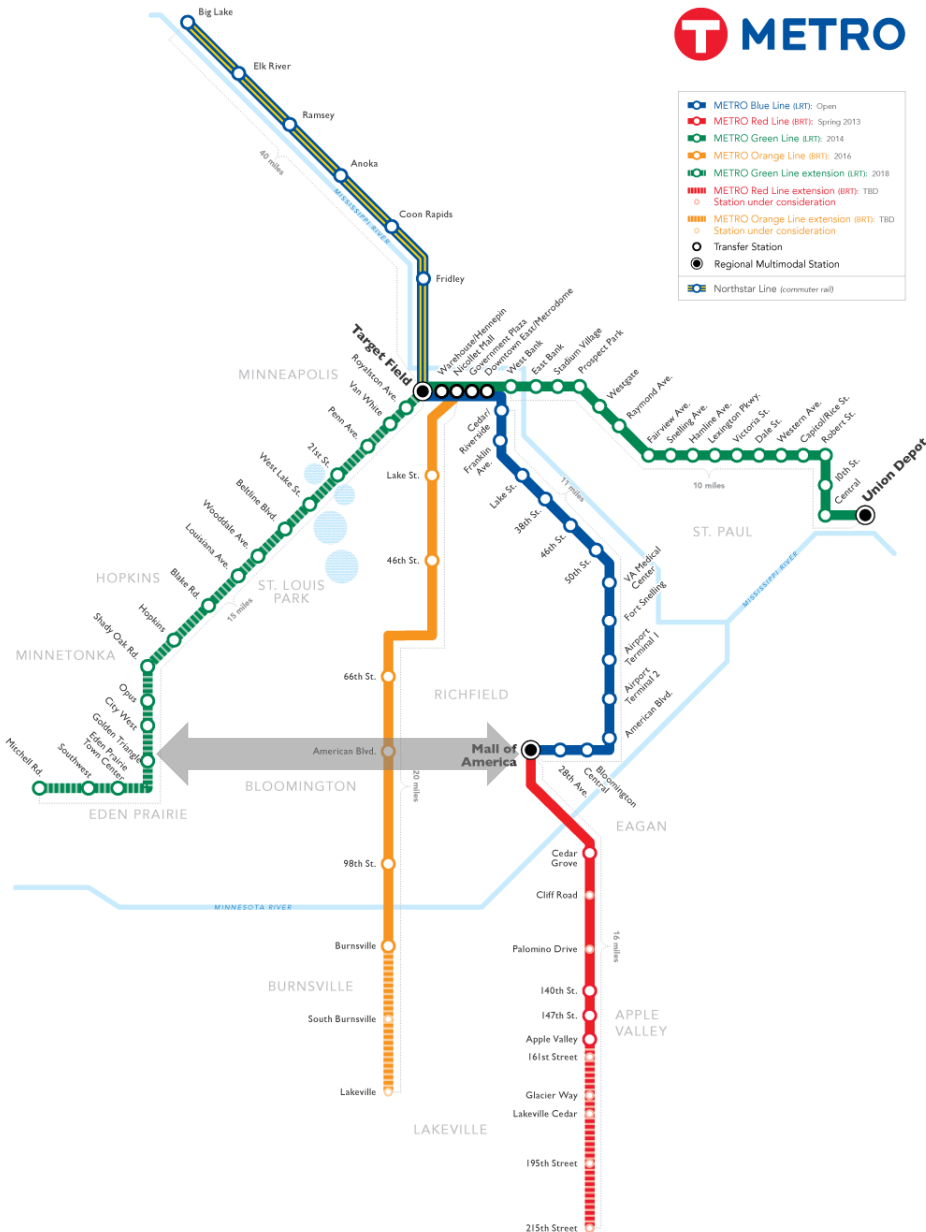 Big Lake
T METRO
Elk River
METRO Blue Line (LRT): Open
METRO Red Line (BRT): Spring 2013
METRO Green Line (LRT): 2014
METRO Orange Line (BRT): 2016
METRO Green Line extension (LRT): 2018
METRO Red Line extension (BRT): TBD
Station under consideration
METRO Orange Line extension (BRT): TBD
Station under consideration
Transfer Station
Regional Multimodal Station
Northstar Line (commuter rail)
Ramsey
40 miles
Anoka
MISSISSIPPI RIVER
Coon Rapids
Fridley
Target Field
Warehouse/Hennepin
Nicollet Mall
Government Plaza
Downtown East/Metrodome
West Bank
East Bank
Stadium Village
Prospect Park
Westgate
Raymond Ave.
Fairview Ave.
Snelling Ave.
Hamline Ave.
Lexington Pkwy.
Victoria St.
Dale St.
Western Ave.
Capitol/Rice St.
Robert St.
10th St.
Central
Union Depot
10 miles
ST. PAUL
MISSISSIPPI RIVER
MINNEAPOLIS
Royalston Ave.
Van White
Penn Ave.
21st St.
West Lake St.
Beltline Blvd.
Wooddale Ave.
Louisiana Ave.
Blake Rd.
Hopkins
Shady Oak Rd.
Opus
City West
Golden Triangle
Eden Prairie
Town Center
Southwest
Mitchell Rd.
15 miles
HOPKINS
ST. LOUIS
PARK
MINNETONKA
EDEN PRAIRIE
Lake St.
46th St.
66th St.
American Blvd.
98th St.
Burnsville
South Burnsville
Lakeville
20 miles
RICHFIELD
BLOOMINGTON
BURNSVILLE
LAKEVILLE
MINNESOTA RIVER
Cedar/
Riverside
Franklin
Ave.
Lake St.
38th St.
46th St.
50th St.
VA Medical
Center
Fort Snelling
Airport
Terminal 1
Airport
Terminal 2
American Blvd.
Bloomington
Central
28th Ave.
Mall of
America
11 miles
EAGAN
Cedar
Grove
Cliff Road
Palomino Drive
140th St.
147th St.
Apple Valley
161st Street
Glacier Way
Lakeville Cedar
195th Street
215th Street
16 miles
APPLE
VALLEY